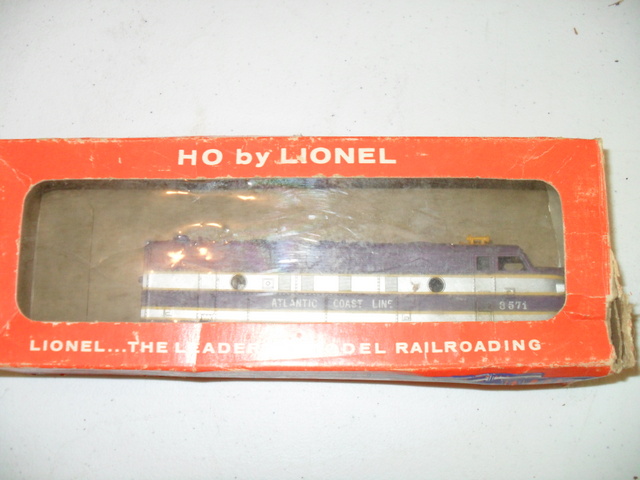 HO by LIONEL
ATLANTIC COAST LINE
LIONEL...THE LEADER MODEL RAILROADING